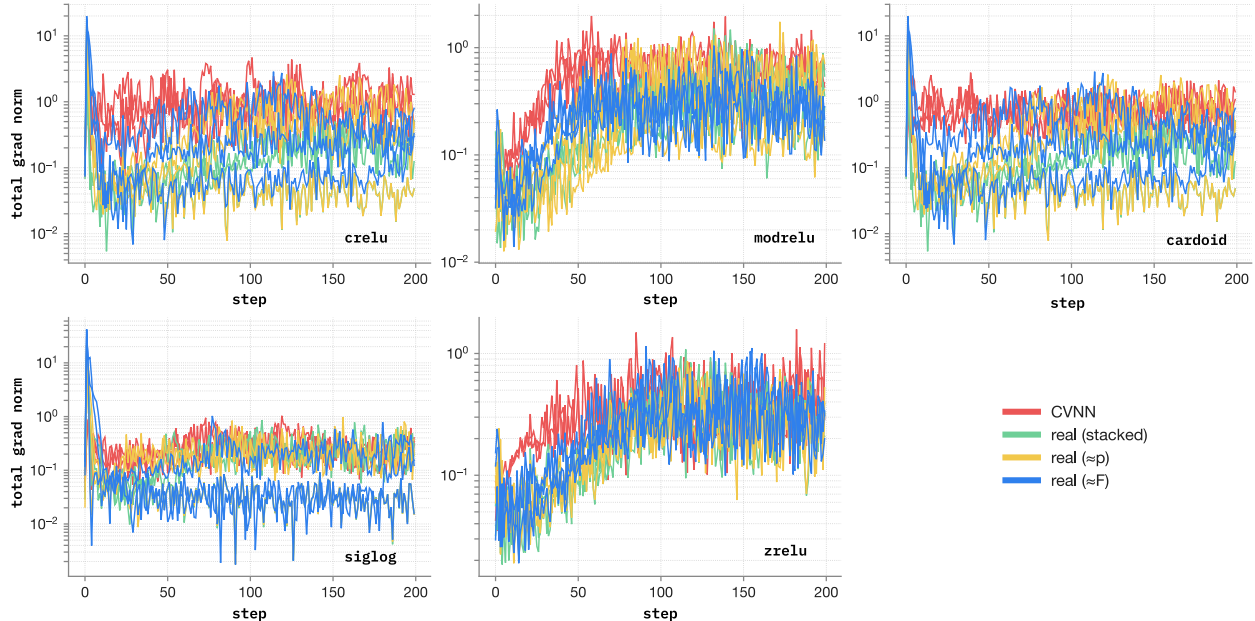 total grad norm
10¹
10⁰
10⁻¹
10⁻²
0 50 100 150 200
step
crelu
10⁰
10⁻¹
10⁻²
0 50 100 150 200
step
modrelu
10¹
10⁰
10⁻¹
10⁻²
0 50 100 150 200
step
cardoid
total grad norm
10¹
10⁰
10⁻¹
10⁻²
0 50 100 150 200
step
siglog
10⁰
10⁻¹
0 50 100 150 200
step
zrelu
CVNN
real (stacked)
real (≈p)
real (≈F)